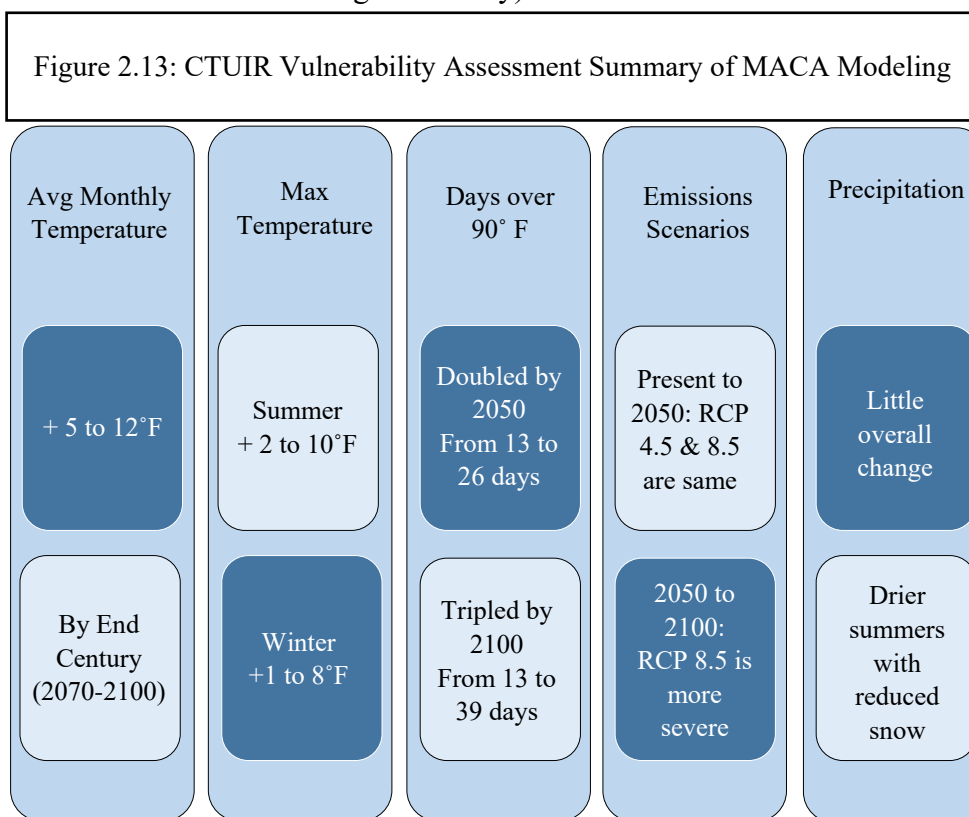 Figure 2.13: CTUIR Vulnerability Assessment Summary of MACA Modeling
Avg Monthly
Temperature
+ 5 to 12˚F
By End
Century
(2070-2100)
Max
Temperature
Summer
+ 2 to 10˚F
Winter
+1 to 8˚F
Days over
90˚ F
Doubled by
2050
From 13 to
26 days
Tripled by
2100
From 13 to
39 days
Emissions
Scenarios
Present to
2050: RCP
4.5 & 8.5
are same
2050 to
2100:
RCP 8.5 is
more
severe
Precipitation
Little
overall
change
Drier
summers
with
reduced
snow